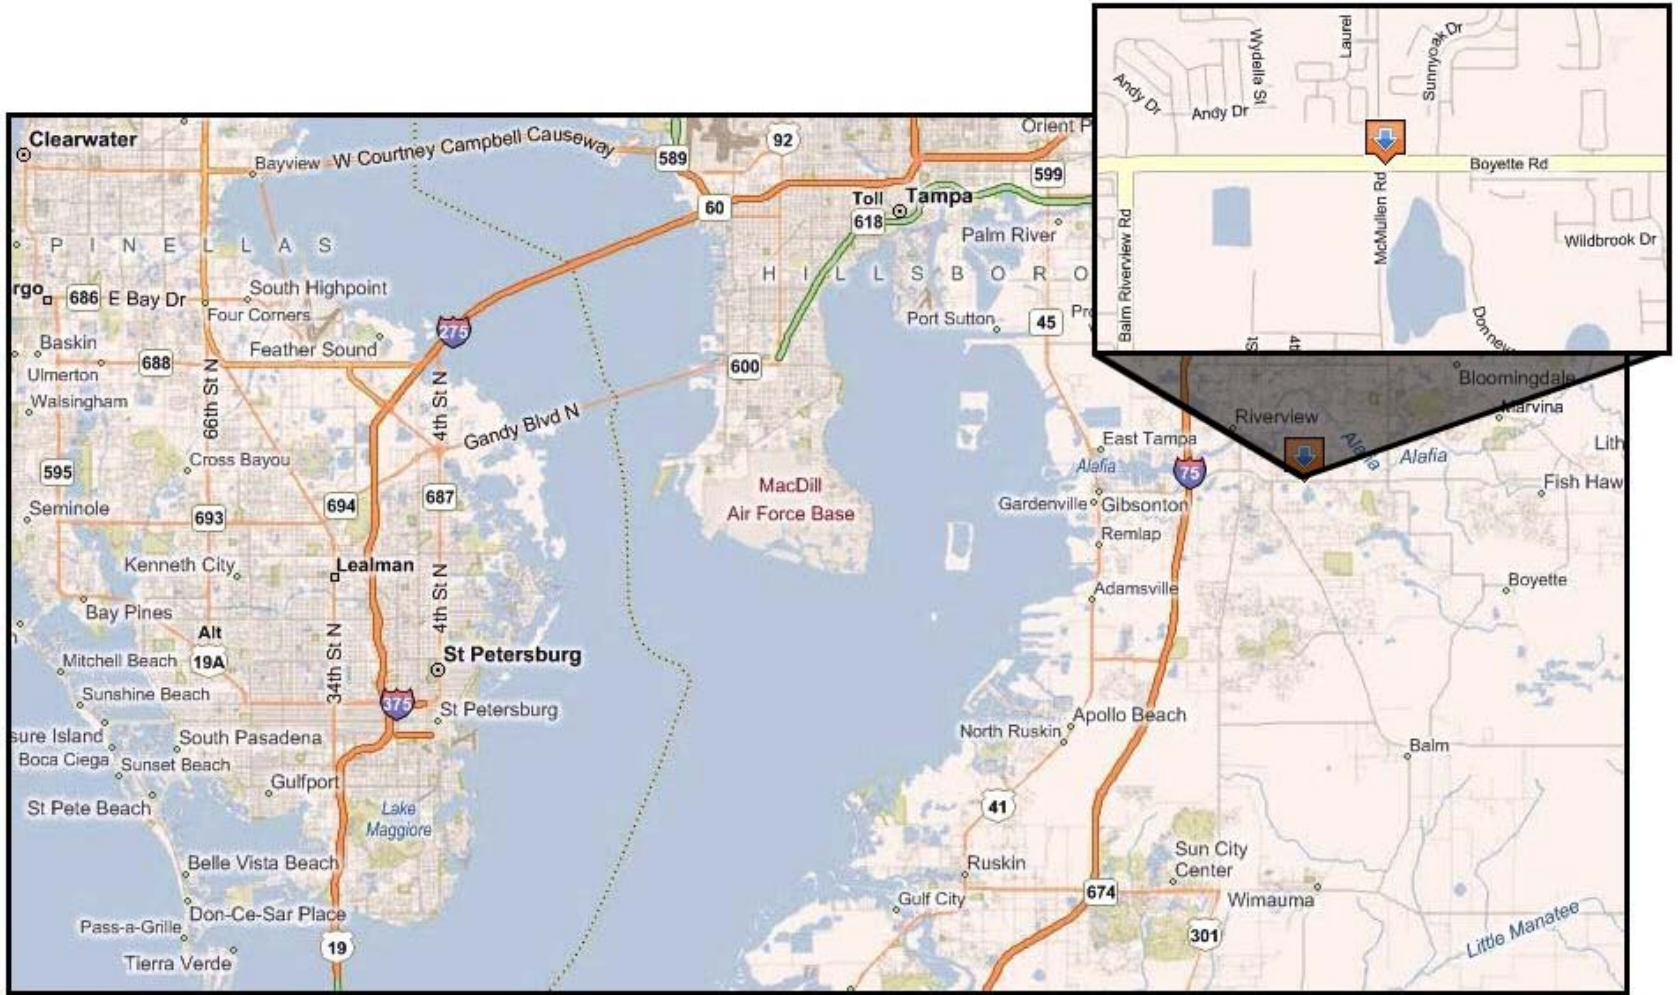 Wydella St
Laurel
Sunnyoak Dr
Andy Dr
Andy Dr
Boyette Rd
Balm Riverview Rd
McMullen Rd
Wildbrook Dr
Clearwater
Bayview
W Courtney Campbell Causeway
589
92
Orient P
599
60
Toll
618
Tampa
Palm River
PINELLAS
HILLSBORO
rgo
686
E Bay Dr
South Highpoint
Four Corners
275
Port Sutton
45
Pro
Baskin
Feather Sound
688
Ulmerton
600
Walsingham
66th St N
4th St N
Gandy Blvd N
Bloomingdale
Riverview
Marvina
East Tampa
Alafia
Alafia
Lith
Cross Bayou
595
Alafia
75
Fish Haw
MacDill
Air Force Base
694
687
Seminole
693
Gardenville
Gibsonton
Remlap
Kenneth City
Lealman
4th St N
Adamsville
Boyette
Bay Pines
Alt
19A
34th St N
St Petersburg
Mitchell Beach
Sunshine Beach
375
St Petersburg
sure Island
South Pasadena
Boca Ciega
Sunset Beach
Apollo Beach
North Ruskin
Balm
Gulfport
St Pete Beach
Lake
Maggiore
41
Belle Vista Beach
Ruskin
Sun City
Center
674
Gulf City
Wimauma
Don-Ce-Sar Place
Pass-a-Grille
19
301
Little Manatee
Tierra Verde